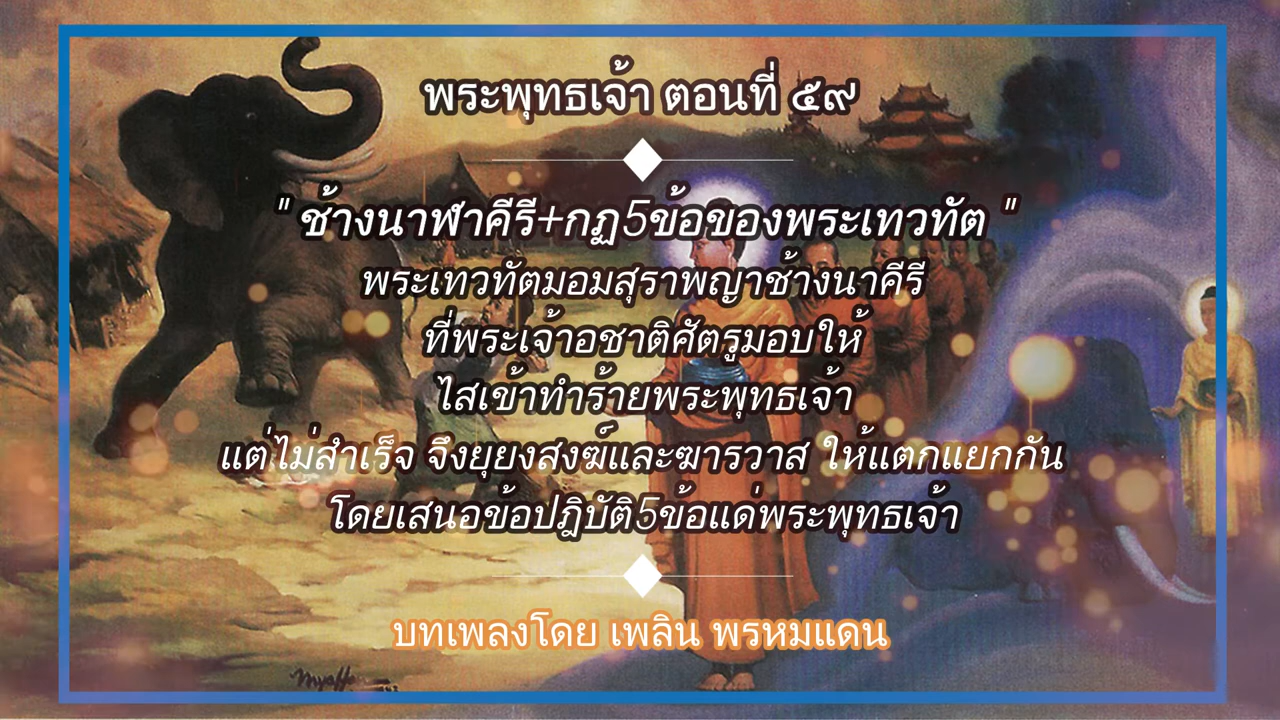 พระพุทธเจ้า ตอนที่ ๕๙
" ช้างนาฬาคีรี+กฏ5ข้อของพระเทวทัต "
พระเทวทัตมอมสุราพญาช้างนาคีรี
ที่พระเจ้าอชาติศัตรูมอบให้
ไสเข้าทำร้ายพระพุทธเจ้า
แต่ไม่สำเร็จ จึงยุยงสงฆ์และฆารวาส ให้แตกแยกกัน
โดยเสนอข้อปฎิบัติ5ข้อแด่พระพุทธเจ้า
บทเพลงโดย เพลิน พรหมแดน